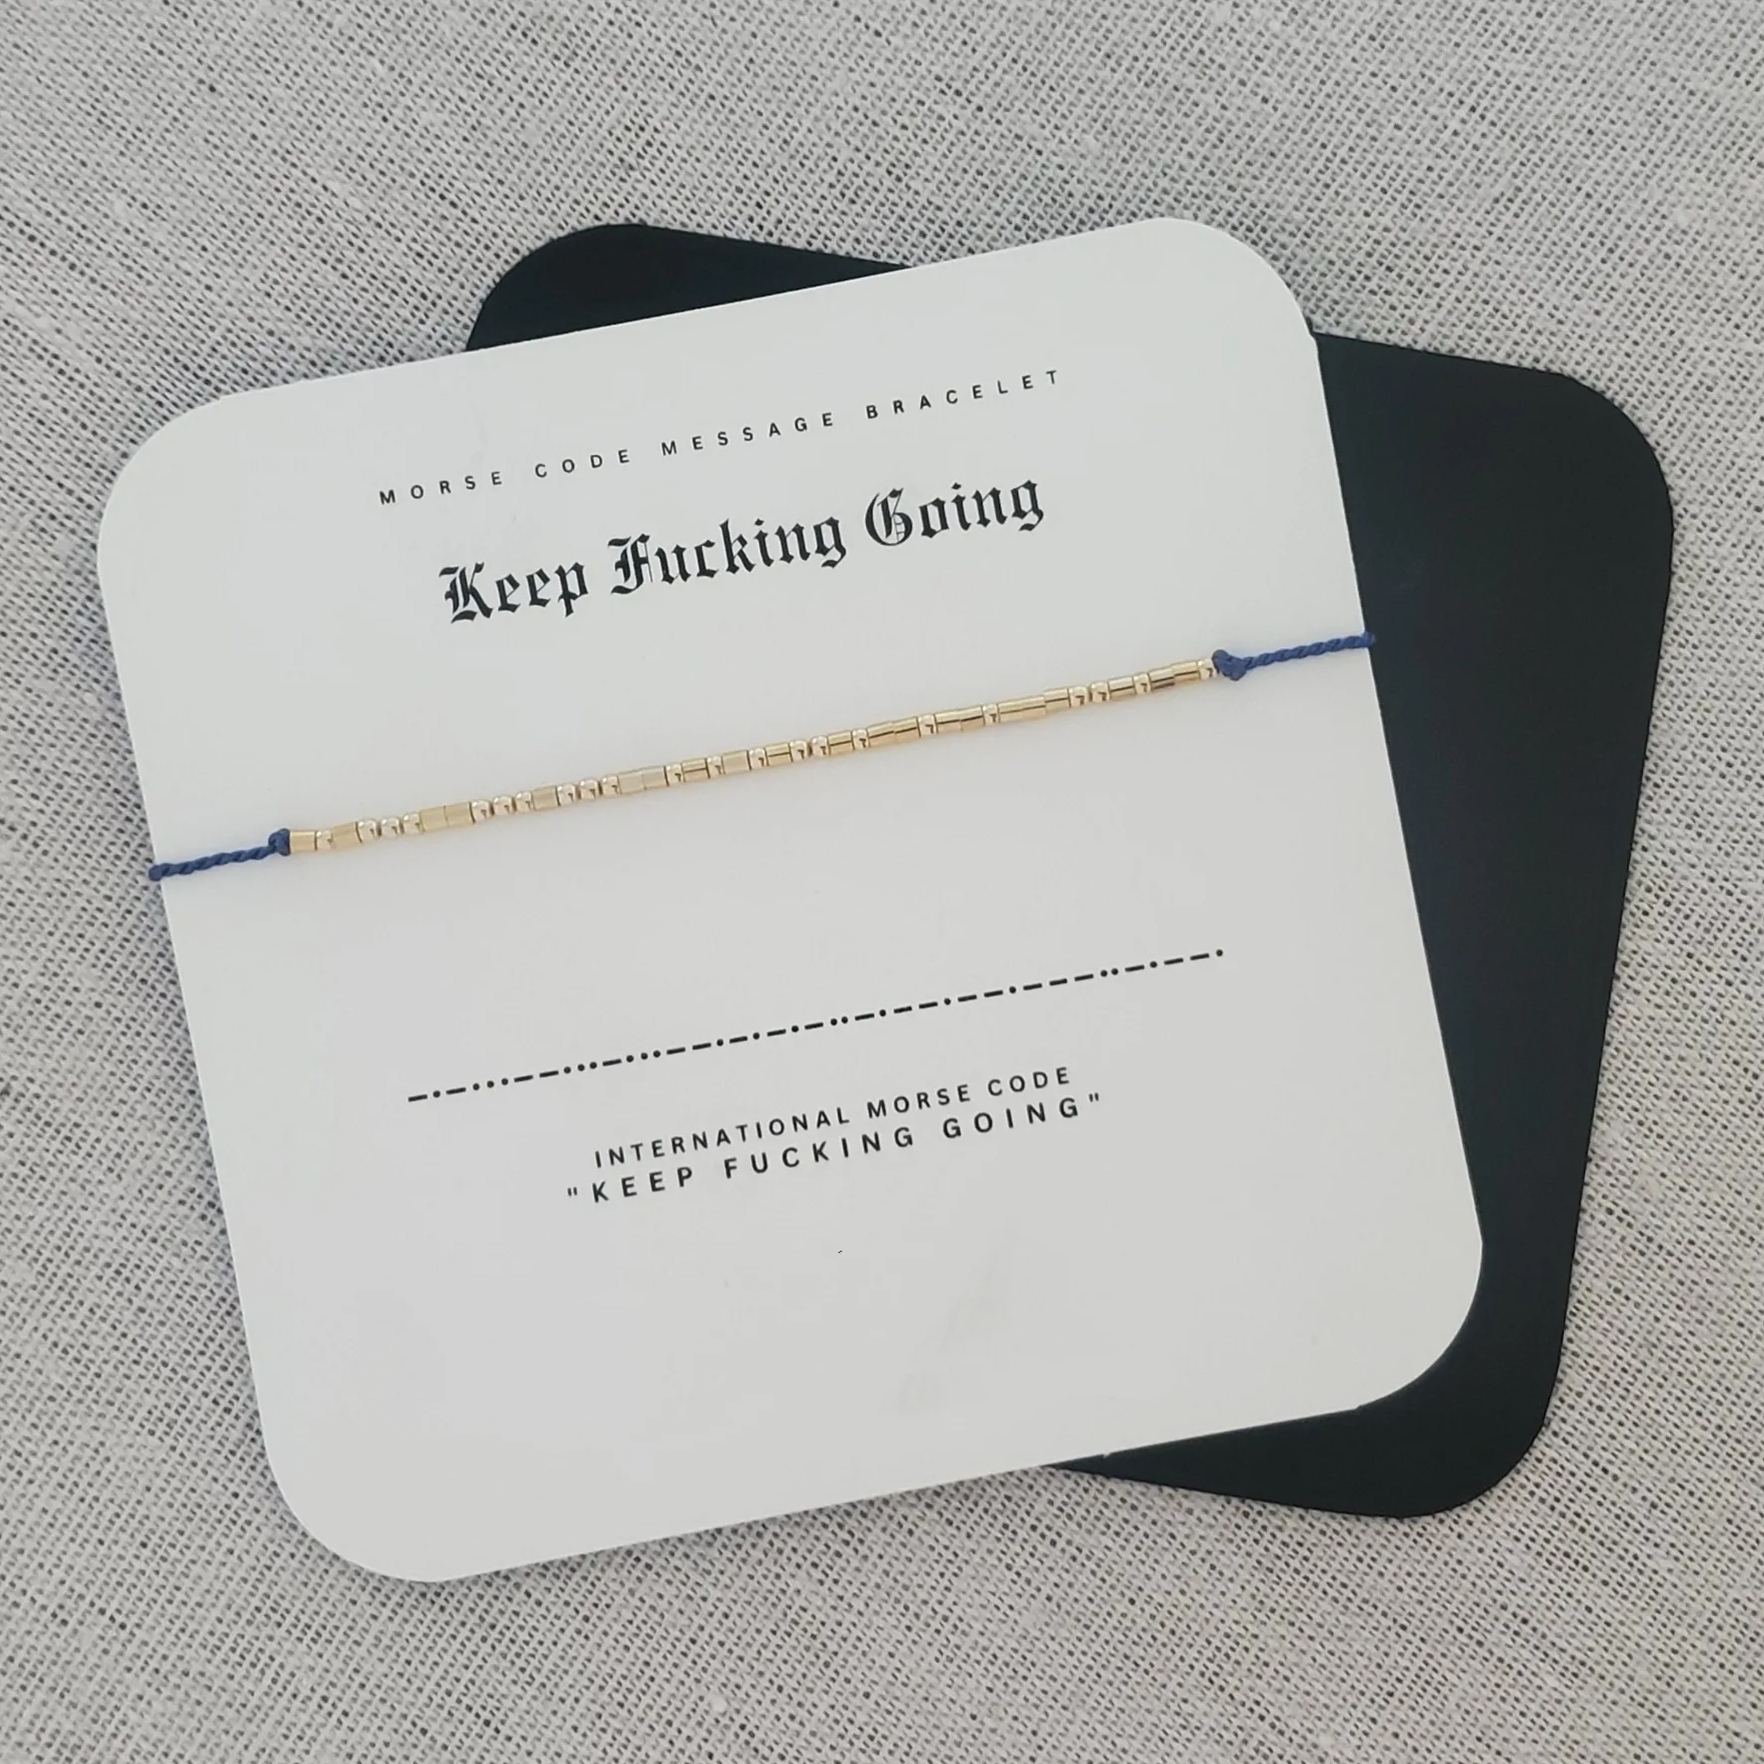 MORSE CODE MESSAGE BRACELET
Keep Fucking Going
INTERNATIONAL MORSE CODE
"KEEP FUCKING GOING"